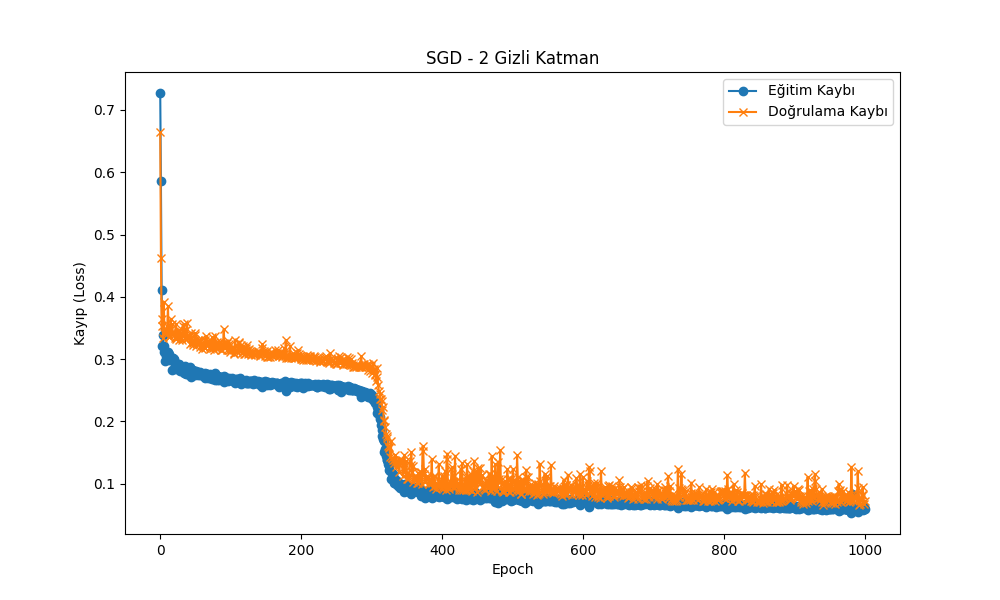 SGD - 2 Gizli Katman
Eğitim Kaybı
Doğrulama Kaybı
Kayıp (Loss)
0.7
0.6
0.5
0.4
0.3
0.2
0.1
0
200
400
600
800
1000
Epoch